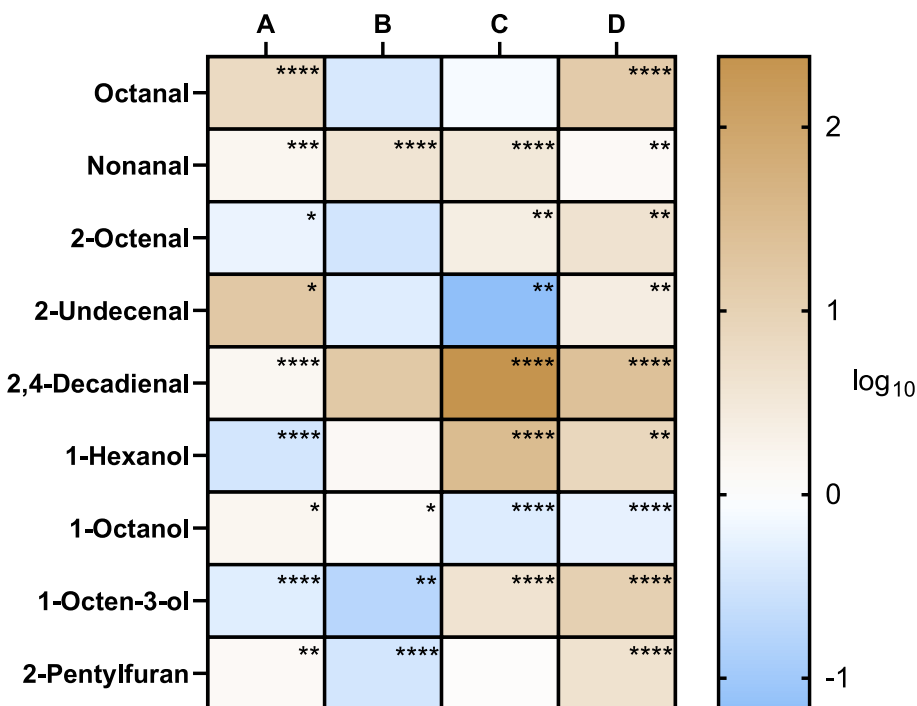 A B C D
Octanal **** ****
Nonanal *** **** **** **
2-Octenal * ** **
2-Undecenal * ** **
2,4-Decadienal **** **** ****
1-Hexanol **** **** **
1-Octanol * * **** ****
1-Octen-3-ol **** ** **** ****
2-Pentylfuran ** **** ****
2
1
0
-1
log10